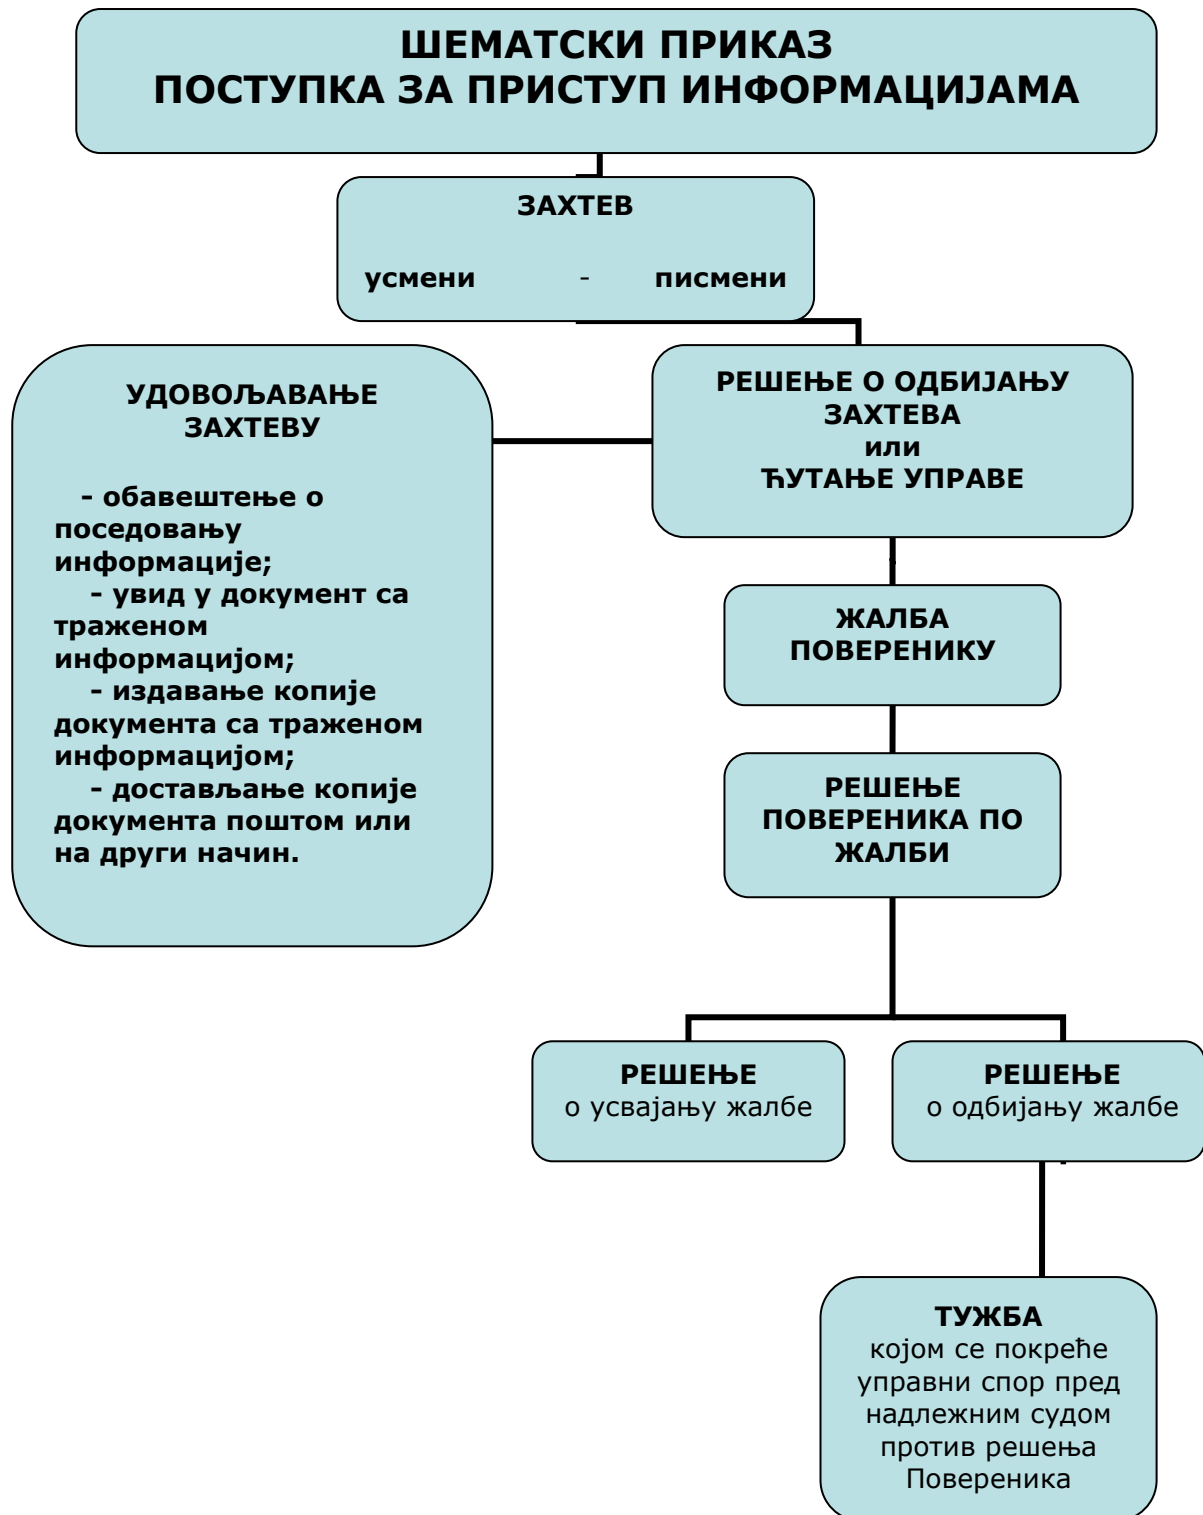 ШЕМАТСКИ ПРИКАЗ
ПОСТУПКА ЗА ПРИСТУП ИНФОРМАЦИЈАМА
ЗАХТЕВ
усмени - писмени
УДОВОЉАВАЊЕ
ЗАХТЕВУ
- обавештење о
поседовању
информације;
- увид у документ са
траженом
информацијом;
- издавање копије
документа са траженом
информацијом;
- достављање копије
документа поштом или
на други начин.
РЕШЕЊЕ О ОДБИЈАЊУ
ЗАХТЕВА
или
ЋУТАЊЕ УПРАВЕ
ЖАЛБА
ПОВЕРЕНИКУ
РЕШЕЊЕ
ПОВЕРЕНИКА ПО
ЖАЛБИ
РЕШЕЊЕ
о усвајању жалбе
РЕШЕЊЕ
о одбијању жалбе
ТУЖБА
којом се покреће
управни спор пред
надлежним судом
против решења
Повереника